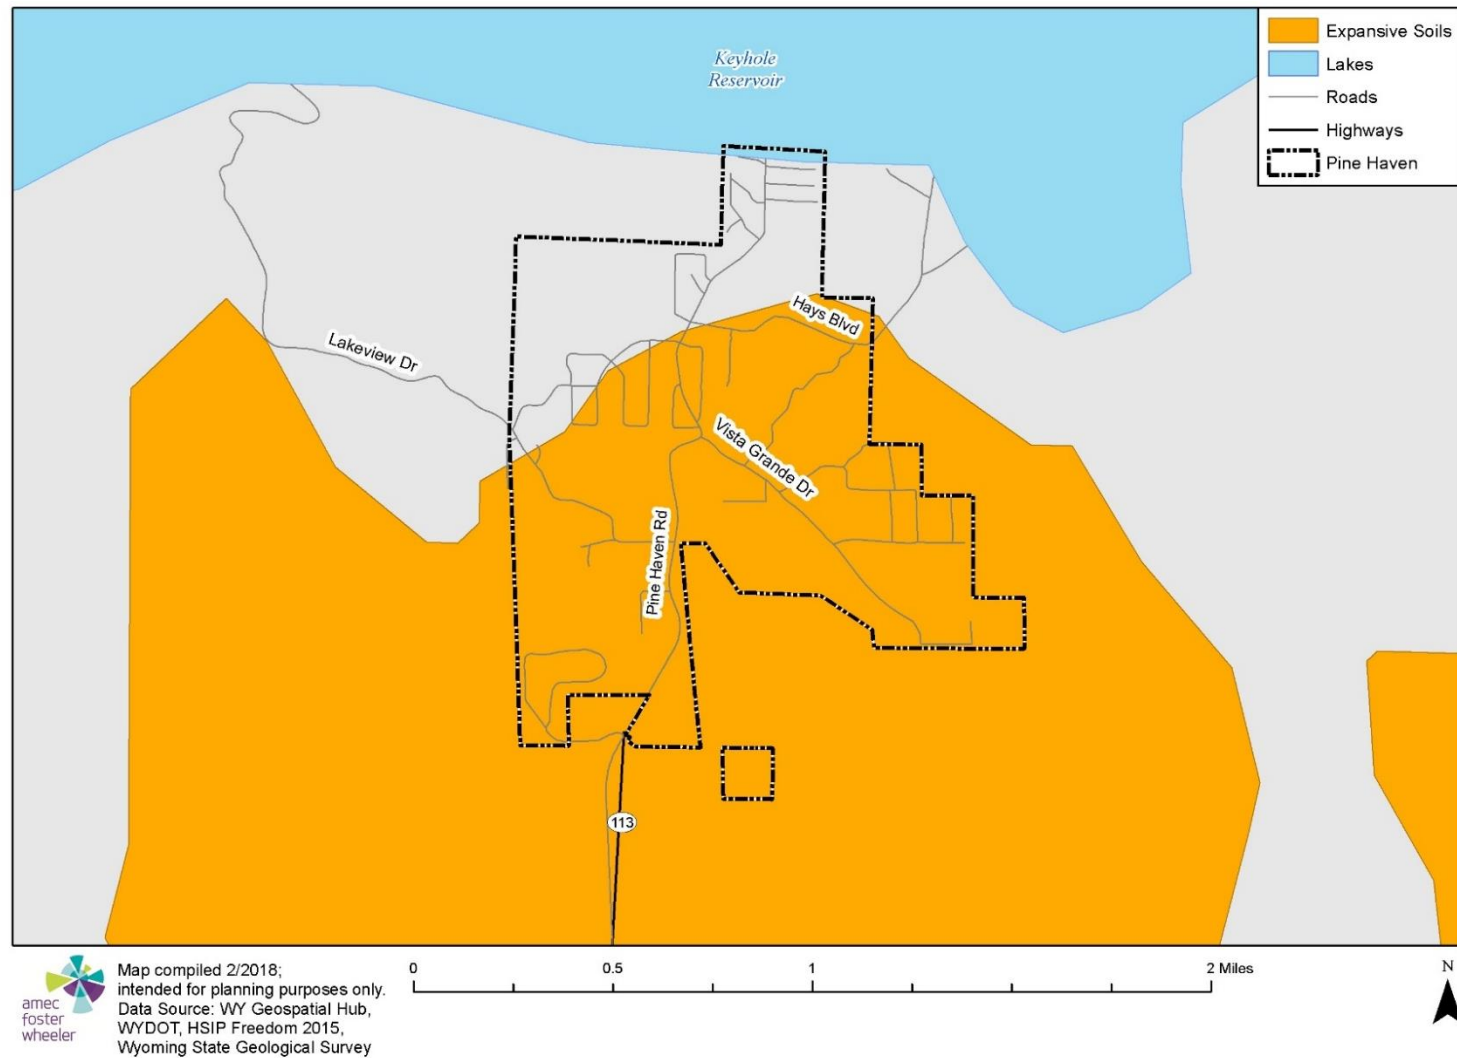 Keyhole
Reservoir
Expansive Soils
Lakes
Roads
Highways
Pine Haven
Hays Blvd
Lakeview Dr
Vista Grande Dr
Pine Haven Rd
113
amec
foster
wheeler
Map compiled 2/2018;
intended for planning purposes only.
Data Source: WY Geospatial Hub,
WYDOT, HSIP Freedom 2015,
Wyoming State Geological Survey
0 0.5 1 2 Miles
N